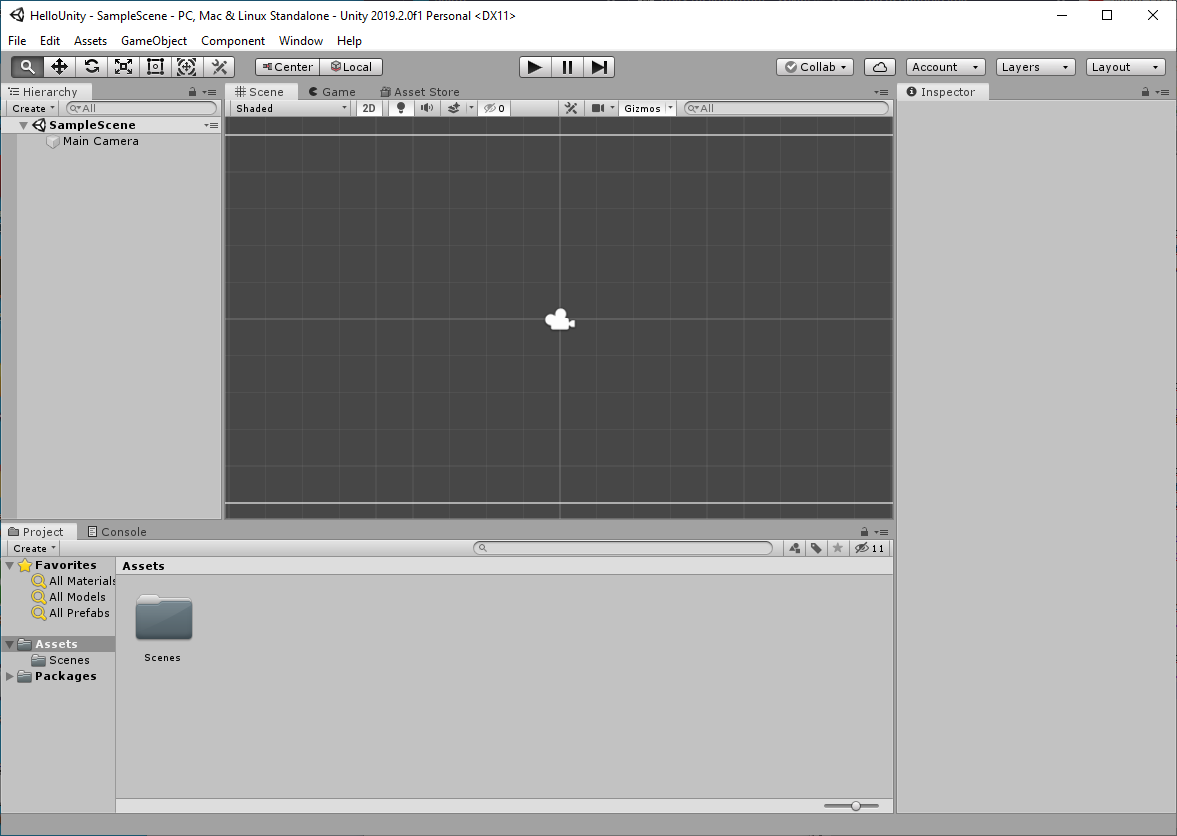 HelloUnity - SampleScene - PC, Mac & Linux Standalone - Unity 2019.2.0f1 Personal <DX11>
File Edit Assets GameObject Component Window Help
Center Local Collab Account Layers Layout
Hierarchy
Create All
SampleScene
Main Camera
Scene Game Asset Store
Shaded 2D 0 Gizmos All
Inspector
Project Console
Create 11
Favorites
All Materials
All Models
All Prefabs
Assets
Scenes
Packages
Assets
Scenes